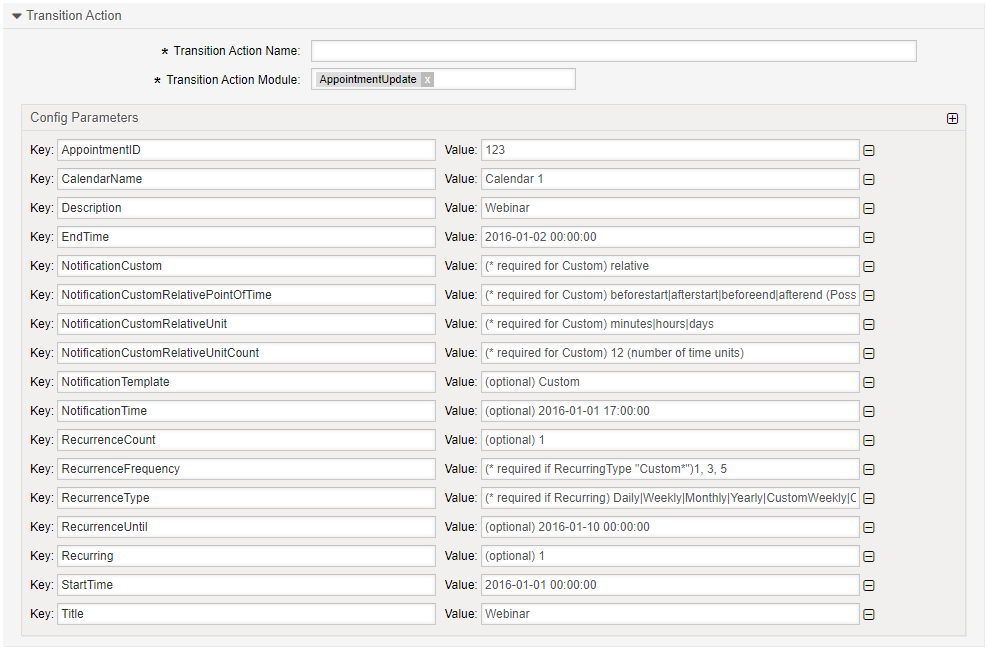 Transition Action
* Transition Action Name:
* Transition Action Module: AppointmentUpdate x
Config Parameters
Key: AppointmentID Value: 123
Key: CalendarName Value: Calendar 1
Key: Description Value: Webinar
Key: EndTime Value: 2016-01-02 00:00:00
Key: NotificationCustom Value: (* required for Custom) relative
Key: NotificationCustomRelativePointOfTime Value: (* required for Custom) beforestart|afterstart|beforeend|afterend (Poss
Key: NotificationCustomRelativeUnit Value: (* required for Custom) minutes|hours|days
Key: NotificationCustomRelativeUnitCount Value: (* required for Custom) 12 (number of time units)
Key: NotificationTemplate Value: (optional) Custom
Key: NotificationTime Value: (optional) 2016-01-01 17:00:00
Key: RecurrenceCount Value: (optional) 1
Key: RecurrenceFrequency Value: (* required if RecurringType "Custom*")1, 3, 5
Key: RecurrenceType Value: (* required if Recurring) Daily|Weekly|Monthly|Yearly|CustomWeekly|C
Key: RecurrenceUntil Value: (optional) 2016-01-10 00:00:00
Key: Recurring Value: (optional) 1
Key: StartTime Value: 2016-01-01 00:00:00
Key: Title Value: Webinar